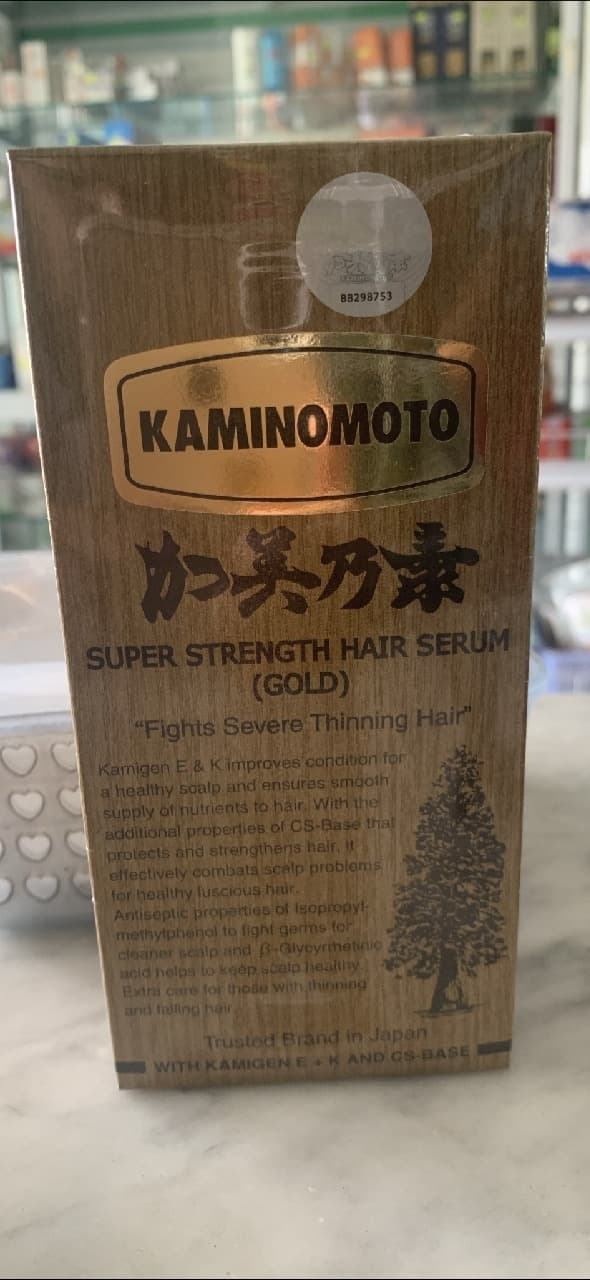 BB298753
KAMINOMOTO
加美乃素
SUPER STRENGTH HAIR SERUM
(GOLD)
“Fights Severe Thinning Hair”
Kamigen E & K improves condition for
a healthy scalp and ensures smooth
supply of nutrients to hair. With the
additional properties of CS-Base that
protects and strengthens hair. It
effectively combats scalp problems
for healthy luscious hair.
Antiseptic properties of Isopropyl-
methylphenol to fight germs for
cleaner scalp and β-Glycyrrhetinic
acid helps to keep scalp healthy.
Extra care for those with thinning
and falling hair.
Trusted Brand in Japan
WITH KAMIGEN E + K AND CS-BASE